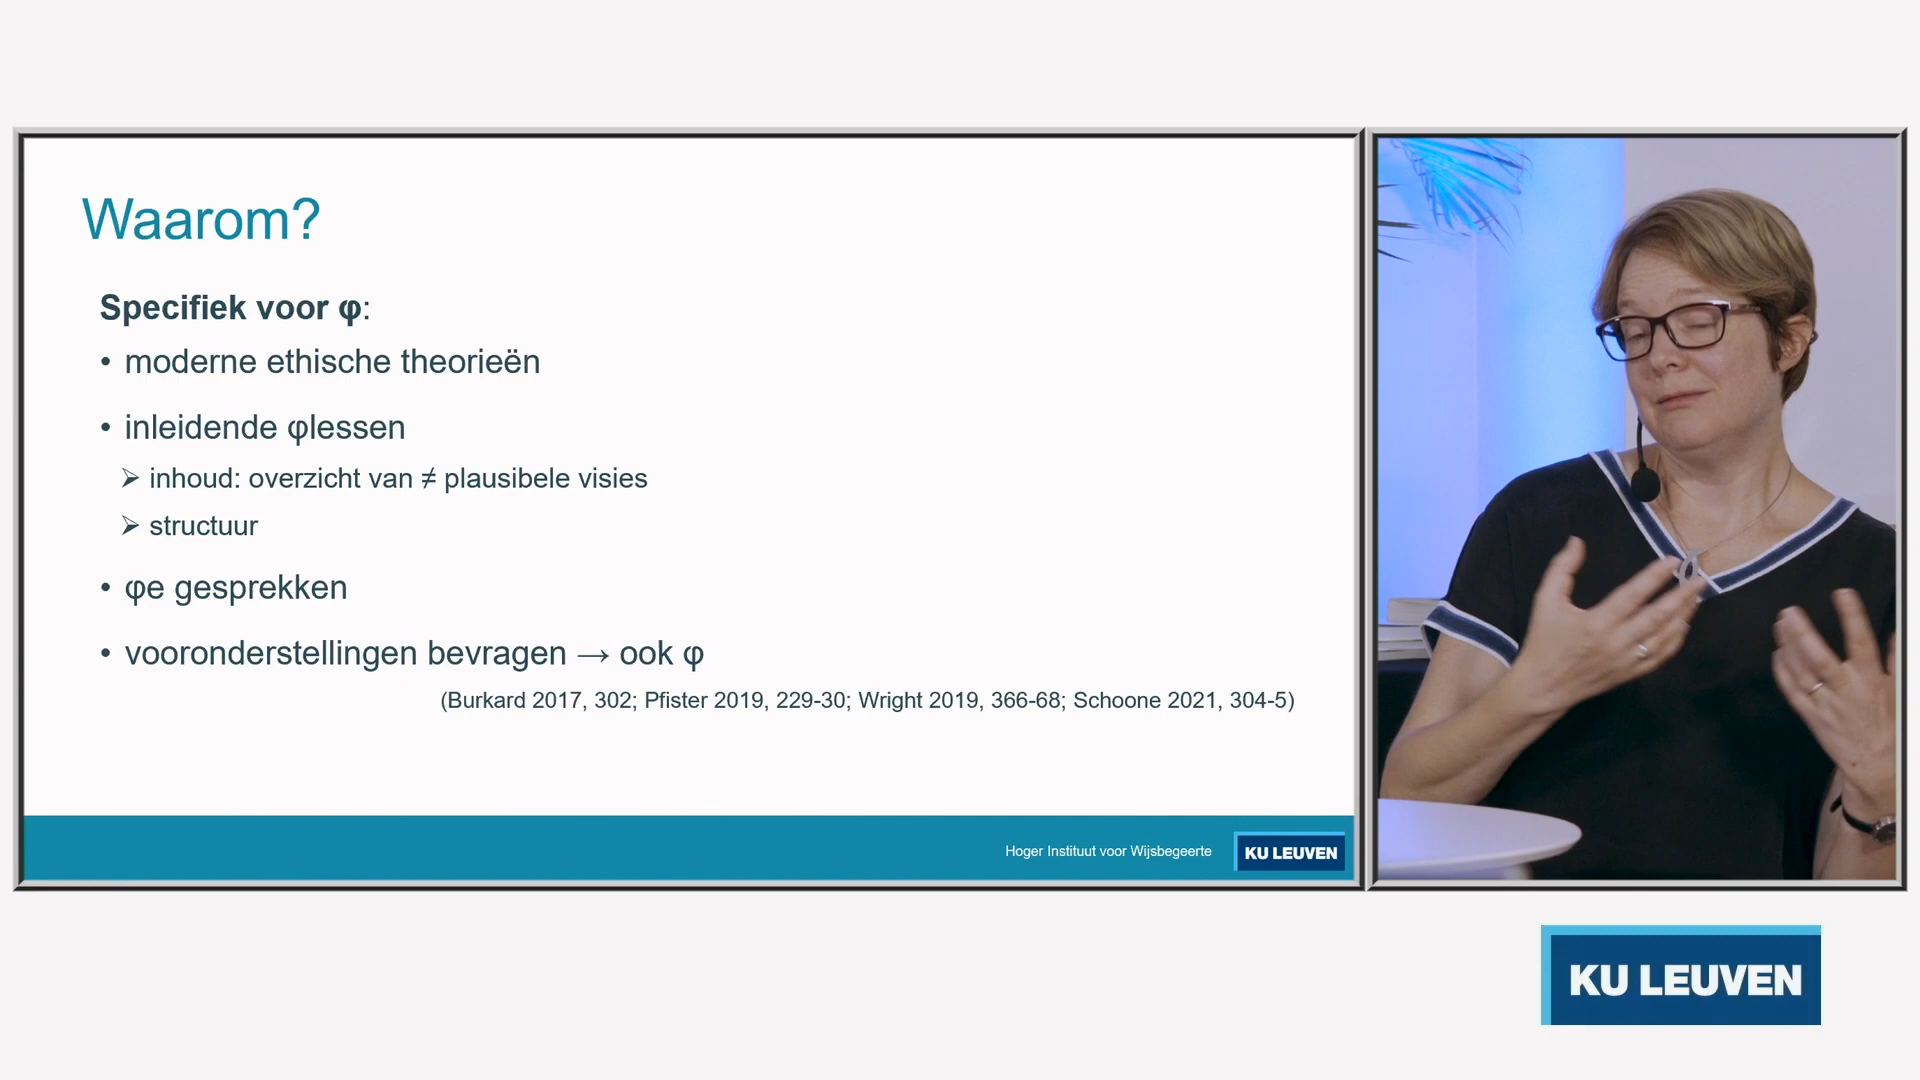 Waarom?
Specifiek voor φ:
• moderne ethische theorieën
• inleidende φlessen
➢ inhoud: overzicht van ≠ plausibele visies
➢ structuur
• φe gesprekken
• vooronderstellingen bevragen → ook φ
(Burkard 2017, 302; Pfister 2019, 229-30; Wright 2019, 366-68; Schoone 2021, 304-5)
Hoger Instituut voor Wijsbegeerte
KU LEUVEN
KU LEUVEN